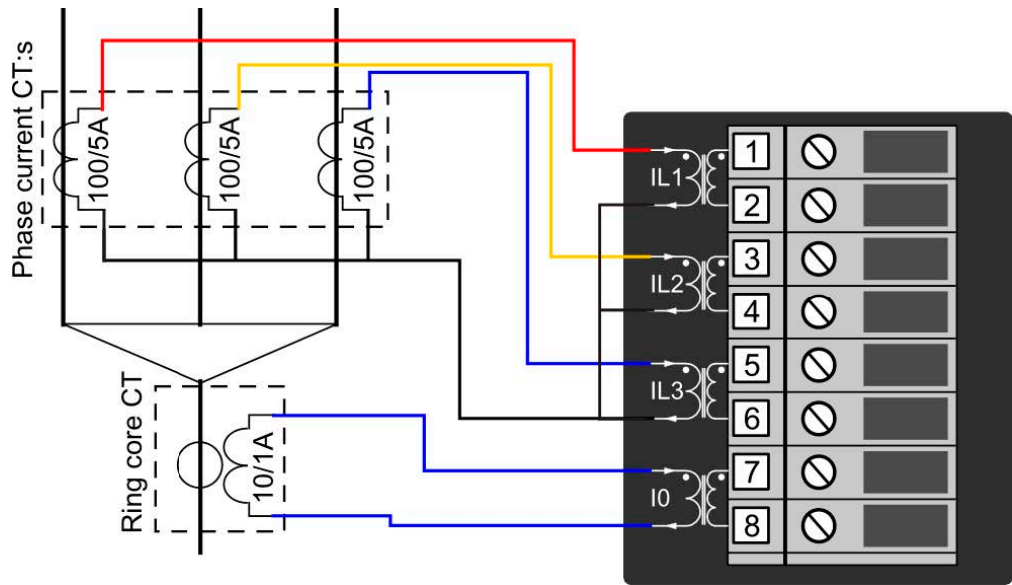 Phase current CT:s
100/5A
100/5A
100/5A
Ring core CT
10/1A
IL1
IL2
IL3
I0
1
2
3
4
5
6
7
8